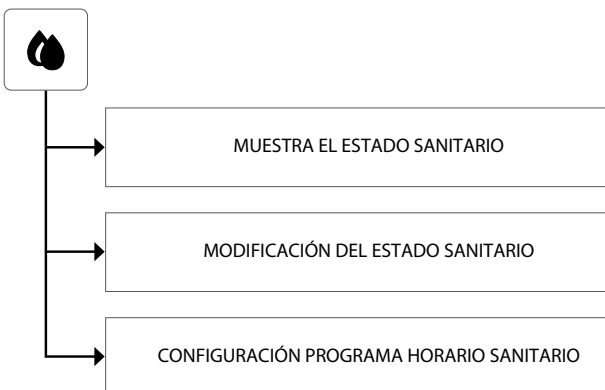 MUESTRA EL ESTADO SANITARIO
MODIFICACIÓN DEL ESTADO SANITARIO
CONFIGURACIÓN PROGRAMA HORARIO SANITARIO